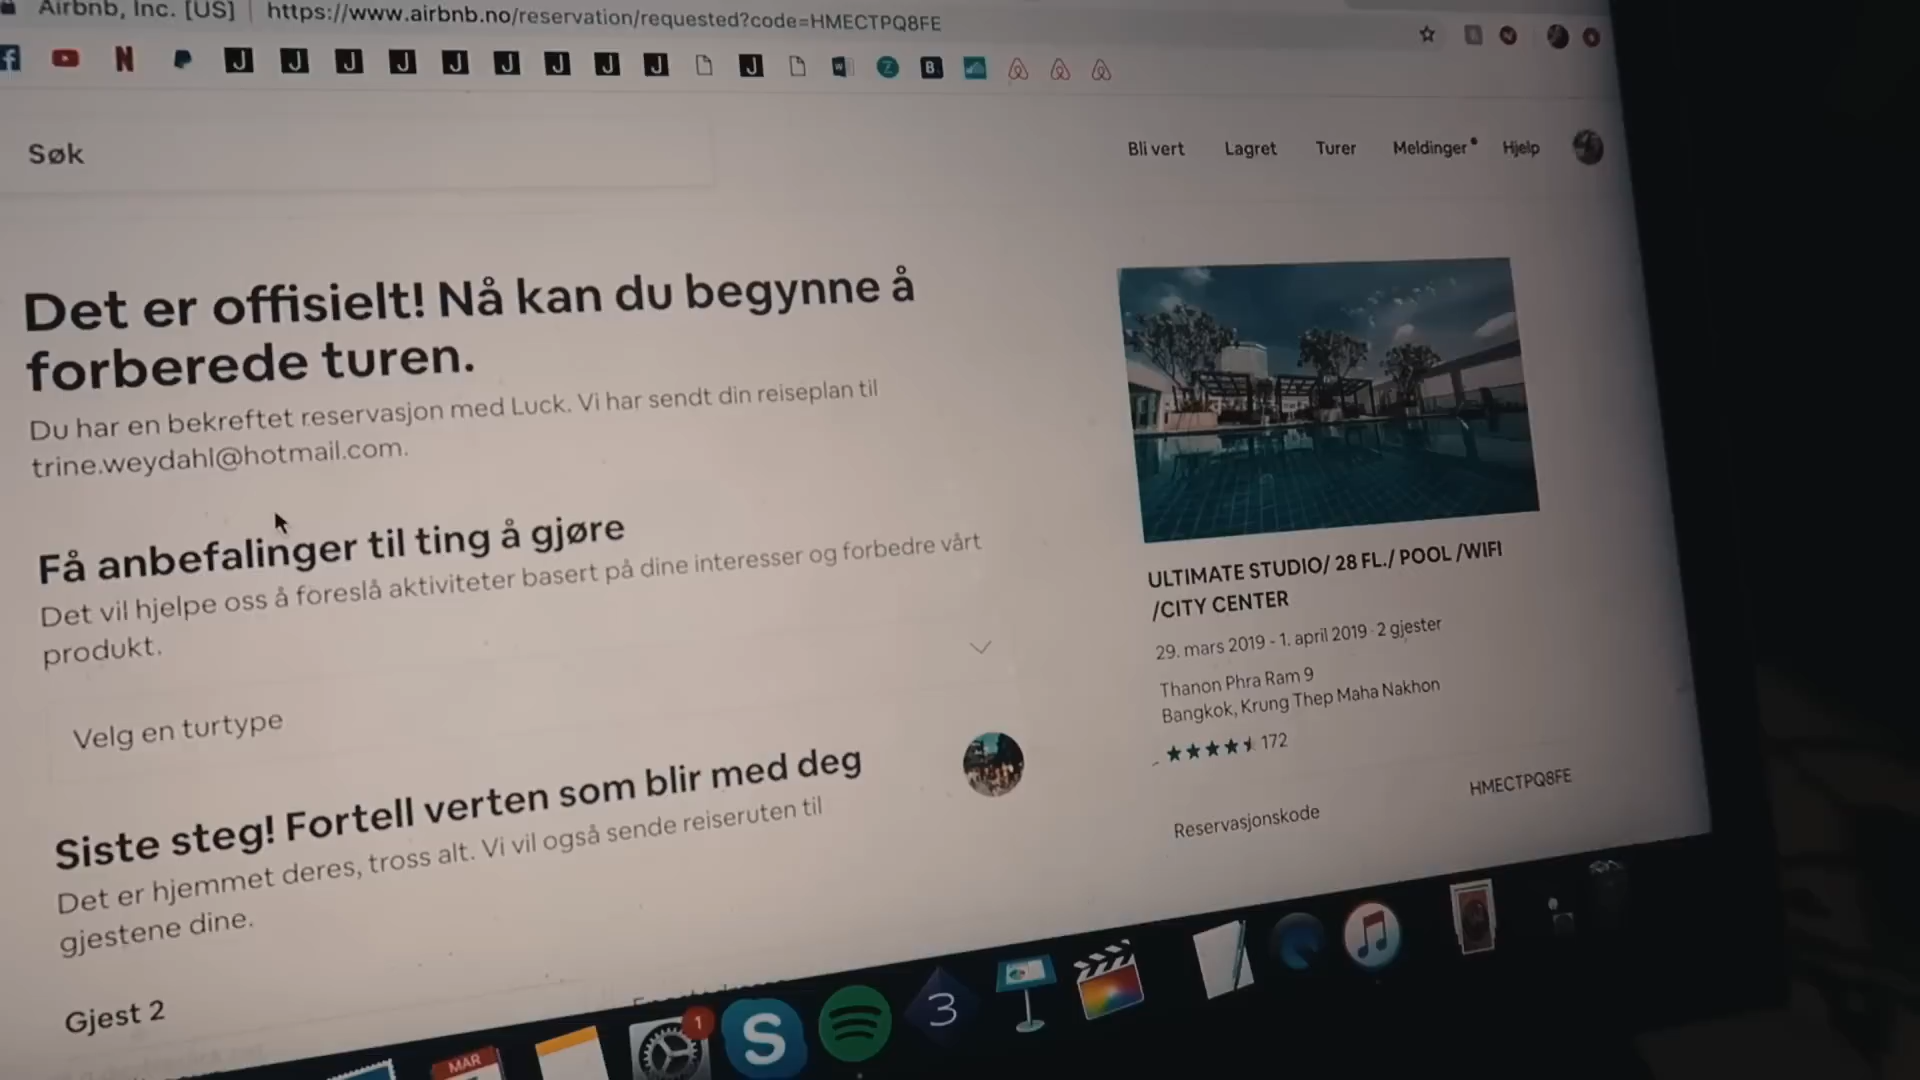 Airbnb, Inc. [US]
https://www.airbnb.no/reservation/requested?code=HMECTPQ8FE
Søk
Bli vert
Lagret
Turer
Meldinger
Hjelp
Det er offisielt! Nå kan du begynne å
forberede turen.
Du har en bekreftet reservasjon med Luck. Vi har sendt din reiseplan til
trine.weydahl@hotmail.com.
Få anbefalinger til ting å gjøre
Det vil hjelpe oss å foreslå aktiviteter basert på dine interesser og forbedre vårt
produkt.
Velg en turtype
Siste steg! Fortell verten som blir med deg
Det er hjemmet deres, tross alt. Vi vil også sende reiseruten til
gjestene dine.
Gjest 2
ULTIMATE STUDIO/ 28 FL./ POOL /WIFI
/CITY CENTER
29. mars 2019 - 1. april 2019 · 2 gjester
Thanon Phra Ram 9
Bangkok, Krung Thep Maha Nakhon
172
Reservasjonskode
HMECTPQ8FE
MAR
1
3